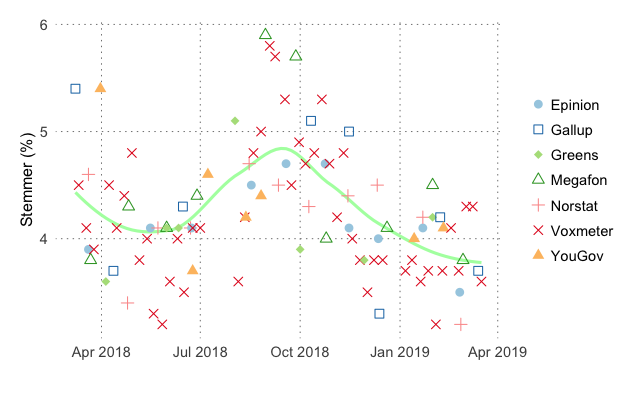 6
5
4
Stemmer (%)
Apr 2018
Jul 2018
Oct 2018
Jan 2019
Apr 2019
Epinion
Gallup
Greens
Megafon
Norstat
Voxmeter
YouGov